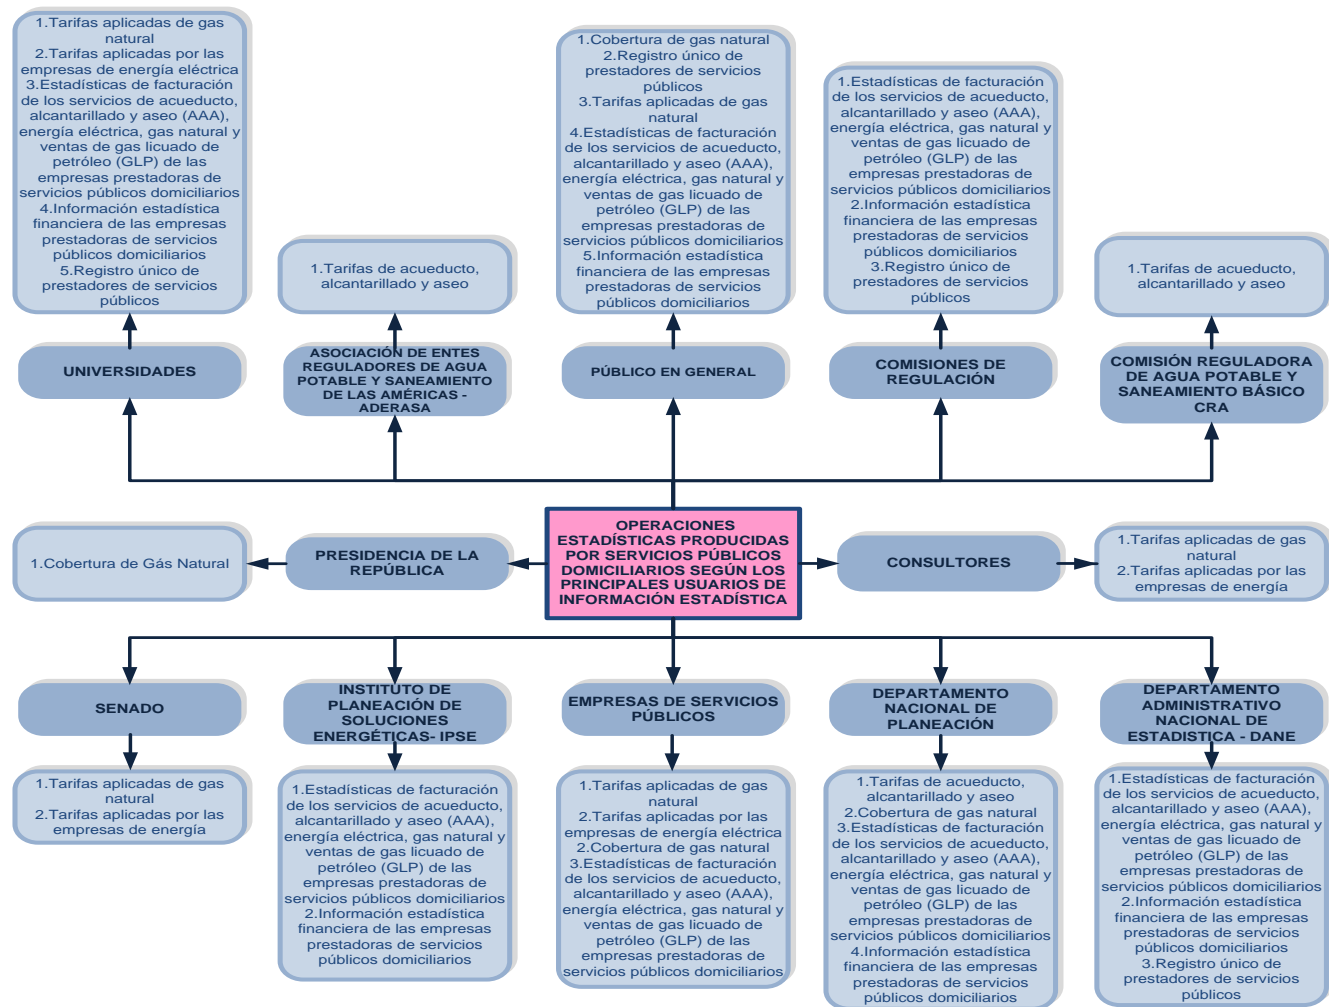 1.Tarifas aplicadas de gas
natural
2.Tarifas aplicadas por las
empresas de energía eléctrica
3.Estadísticas de facturación
de los servicios de acueducto,
alcantarillado y aseo (AAA),
energía eléctrica, gas natural y
ventas de gas licuado de
petróleo (GLP) de las
empresas prestadoras de
servicios públicos domiciliarios
4.Información estadística
financiera de las empresas
prestadoras de servicios
públicos domiciliarios
5.Registro único de
prestadores de servicios
públicos
1.Tarifas de acueducto,
alcantarillado y aseo
1.Cobertura de gas natural
2.Registro único de
prestadores de servicios
públicos
3.Tarifas aplicadas de gas
natural
4.Estadísticas de facturación
de los servicios de acueducto,
alcantarillado y aseo (AAA),
energía eléctrica, gas natural y
ventas de gas licuado de
petróleo (GLP) de las
empresas prestadoras de
servicios públicos domiciliarios
5.Información estadística
financiera de las empresas
prestadoras de servicios
públicos domiciliarios
1.Estadísticas de facturación
de los servicios de acueducto,
alcantarillado y aseo (AAA),
energía eléctrica, gas natural y
ventas de gas licuado de
petróleo (GLP) de las
empresas prestadoras de
servicios públicos domiciliarios
2.Información estadística
financiera de las empresas
prestadoras de servicios
públicos domiciliarios
3.Registro único de
prestadores de servicios
públicos
1.Tarifas de acueducto,
alcantarillado y aseo
UNIVERSIDADES
ASOCIACIÓN DE ENTES
REGULADORES DE AGUA
POTABLE Y SANEAMIENTO
DE LAS AMÉRICAS -
ADERASA
PÚBLICO EN GENERAL
COMISIONES DE
REGULACIÓN
COMISIÓN REGULADORA
DE AGUA POTABLE Y
SANEAMIENTO BÁSICO
CRA
1.Cobertura de Gás Natural
PRESIDENCIA DE LA
REPÚBLICA
OPERACIONES
ESTADÍSTICAS PRODUCIDAS
POR SERVICIOS PÚBLICOS
DOMICILIARIOS SEGÚN LOS
PRINCIPALES USUARIOS DE
INFORMACIÓN ESTADÍSTICA
CONSULTORES
1.Tarifas aplicadas de gas
natural
2.Tarifas aplicadas por las
empresas de energía
SENADO
INSTITUTO DE
PLANEACIÓN DE
SOLUCIONES
ENERGÉTICAS- IPSE
EMPRESAS DE SERVICIOS
PÚBLICOS
DEPARTAMENTO
NACIONAL DE
PLANEACIÓN
DEPARTAMENTO
ADMINISTRATIVO
NACIONAL DE
ESTADISTICA - DANE
1.Tarifas aplicadas de gas
natural
2.Tarifas aplicadas por las
empresas de energía
1.Estadísticas de facturación
de los servicios de acueducto,
alcantarillado y aseo (AAA),
energía eléctrica, gas natural y
ventas de gas licuado de
petróleo (GLP) de las
empresas prestadoras de
servicios públicos domiciliarios
2.Información estadística
financiera de las empresas
prestadoras de servicios
públicos domiciliarios
1.Tarifas aplicadas de gas
natural
2.Tarifas aplicadas por las
empresas de energía eléctrica
2.Cobertura de gas natural
3.Estadísticas de facturación
de los servicios de acueducto,
alcantarillado y aseo (AAA),
energía eléctrica, gas natural y
ventas de gas licuado de
petróleo (GLP) de las
empresas prestadoras de
servicios públicos domiciliarios
1.Tarifas de acueducto,
alcantarillado y aseo
2.Cobertura de gas natural
3.Estadísticas de facturación
de los servicios de acueducto,
alcantarillado y aseo (AAA),
energía eléctrica, gas natural y
ventas de gas licuado de
petróleo (GLP) de las
empresas prestadoras de
servicios públicos domiciliarios
4.Información estadística
financiera de las empresas
prestadoras de servicios
públicos domiciliarios
1.Estadísticas de facturación
de los servicios de acueducto,
alcantarillado y aseo (AAA),
energía eléctrica, gas natural y
ventas de gas licuado de
petróleo (GLP) de las
empresas prestadoras de
servicios públicos domiciliarios
2.Información estadística
financiera de las empresas
prestadoras de servicios
públicos domiciliarios
3.Registro único de
prestadores de servicios
públicos